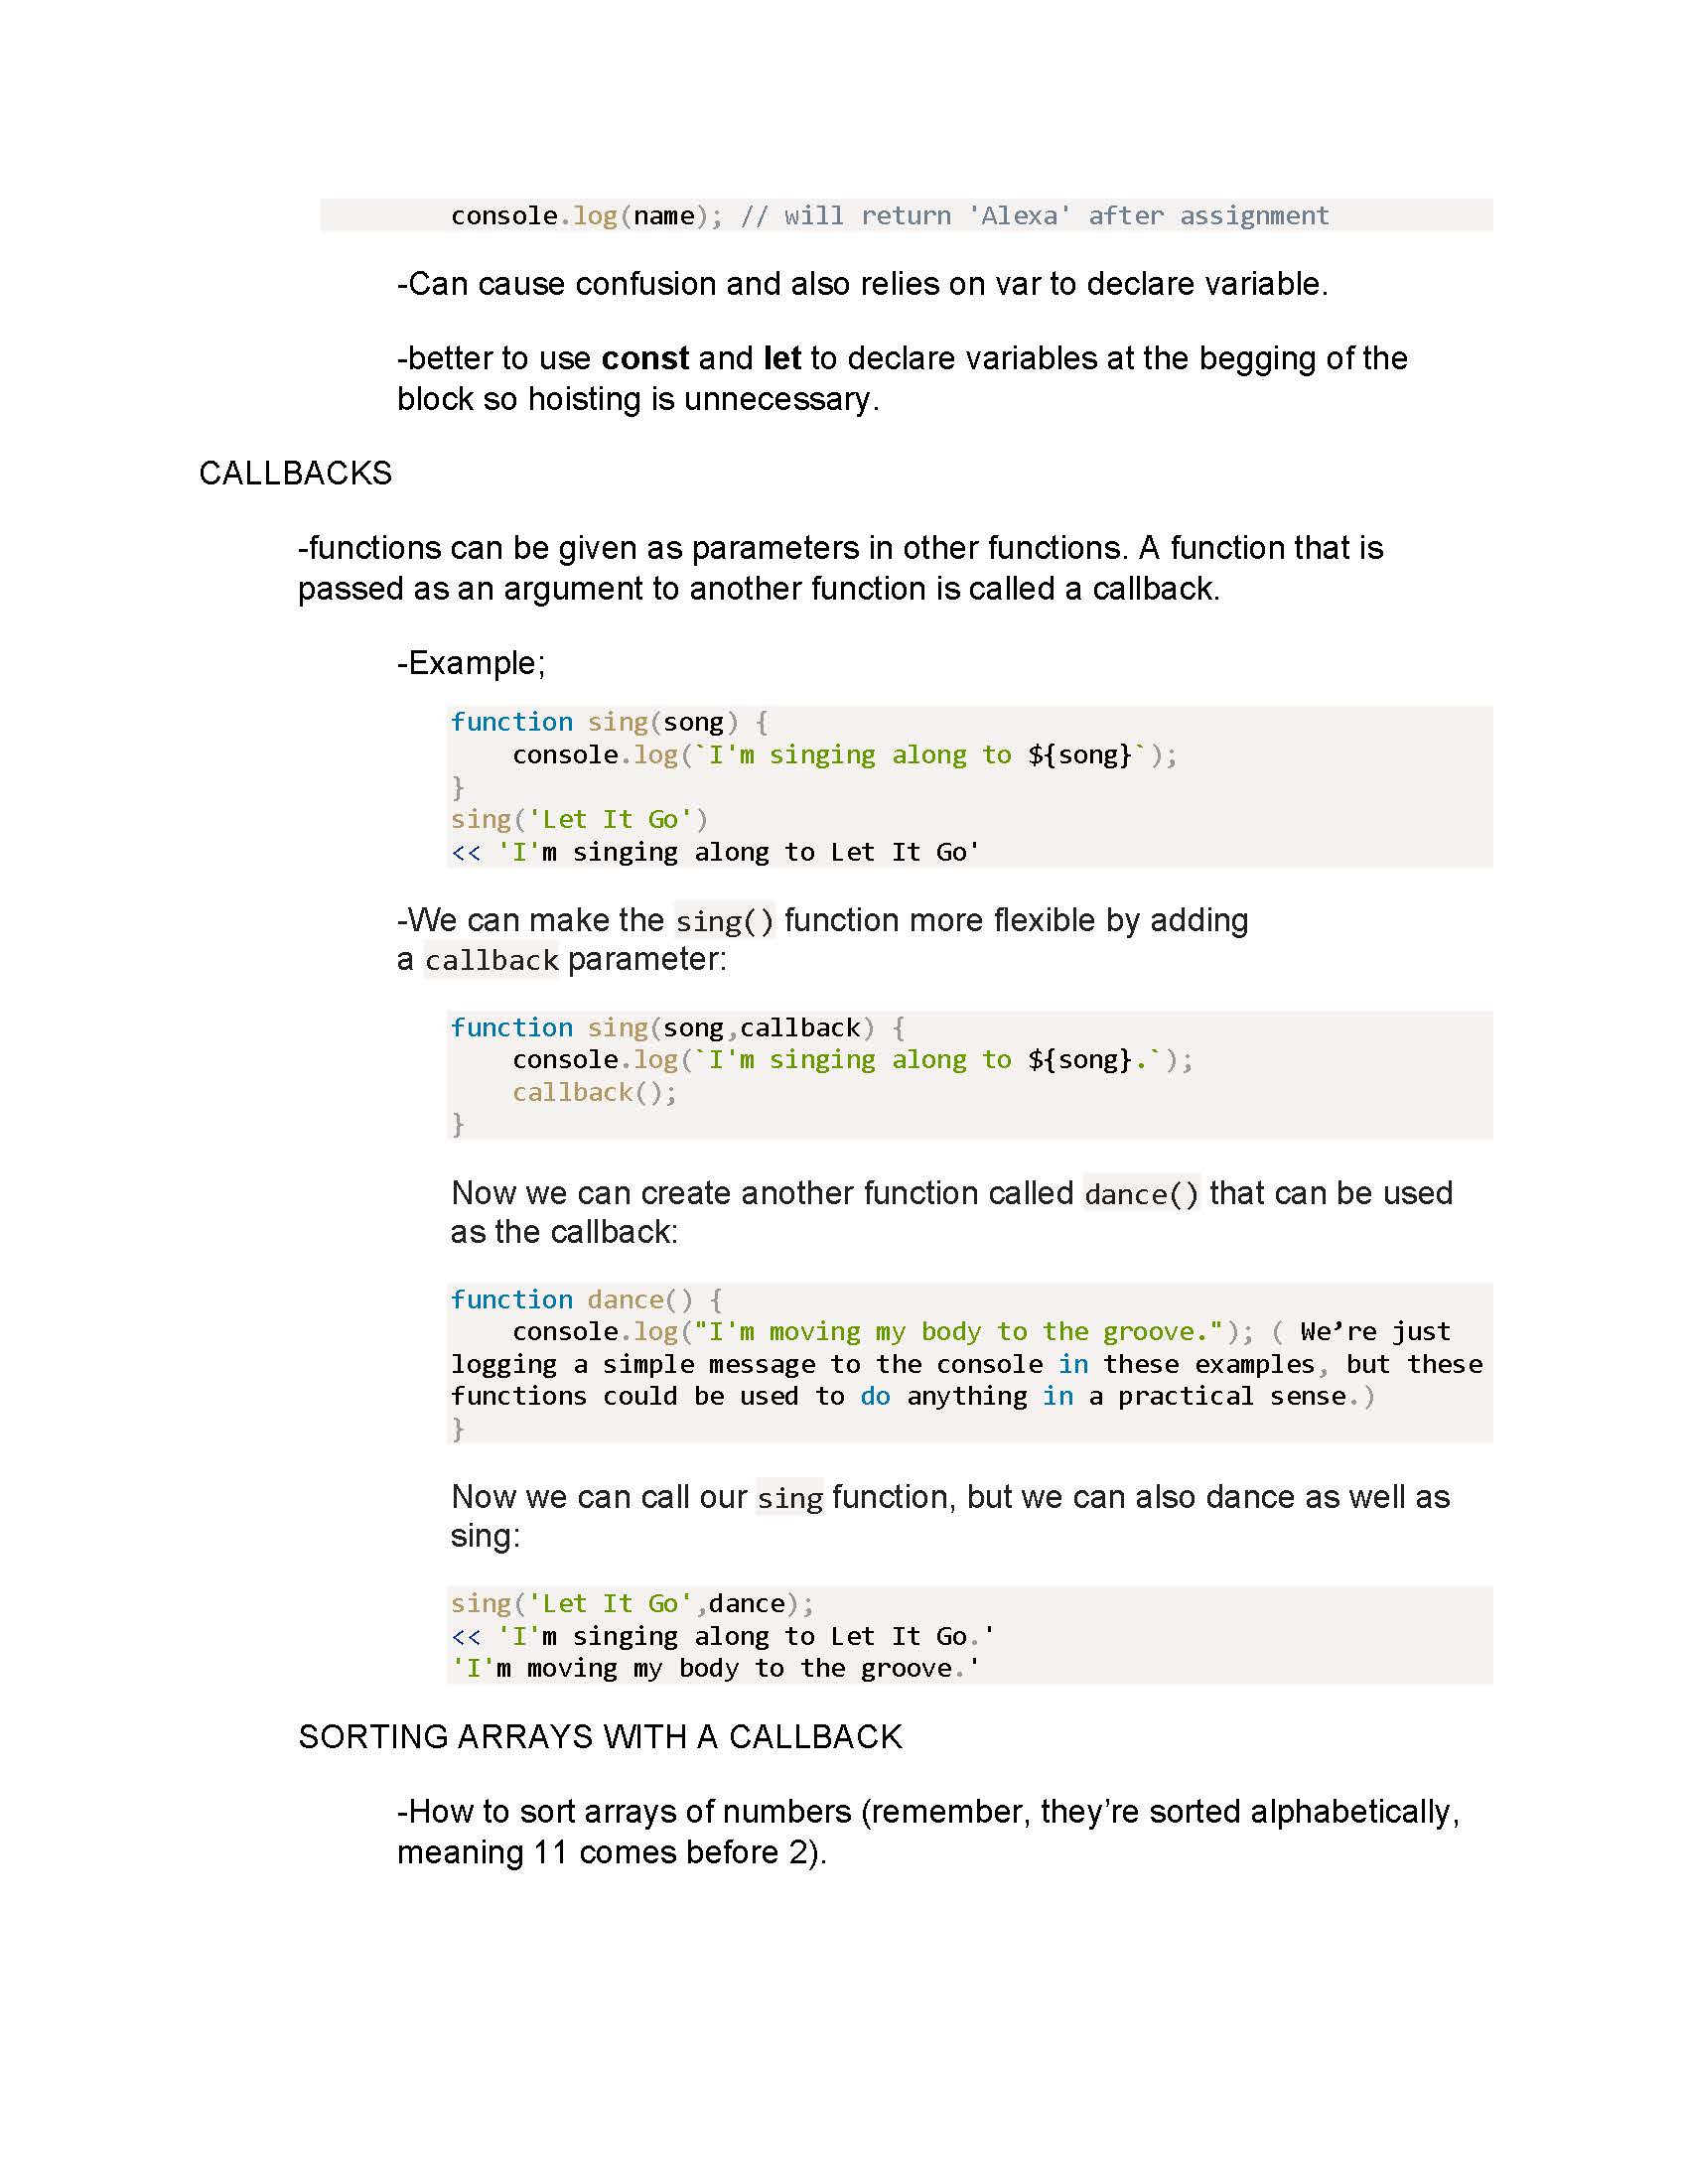 console.log(name); // will return 'Alexa' after assignment
-Can cause confusion and also relies on var to declare variable.
-better to use const and let to declare variables at the begging of the
block so hoisting is unnecessary.
CALLBACKS
-functions can be given as parameters in other functions. A function that is
passed as an argument to another function is called a callback.
-Example;
function sing(song) {
    console.log(`I'm singing along to ${song}`);
}
sing('Let It Go')
<< 'I'm singing along to Let It Go'
-We can make the sing() function more flexible by adding
a callback parameter:
function sing(song,callback) {
    console.log(`I'm singing along to ${song}.`);
    callback();
}
Now we can create another function called dance() that can be used
as the callback:
function dance() {
    console.log("I'm moving my body to the groove."); ( We’re just
logging a simple message to the console in these examples, but these
functions could be used to do anything in a practical sense.)
}
Now we can call our sing function, but we can also dance as well as
sing:
sing('Let It Go',dance);
<< 'I'm singing along to Let It Go.'
'I'm moving my body to the groove.'
SORTING ARRAYS WITH A CALLBACK
-How to sort arrays of numbers (remember, they’re sorted alphabetically,
meaning 11 comes before 2).